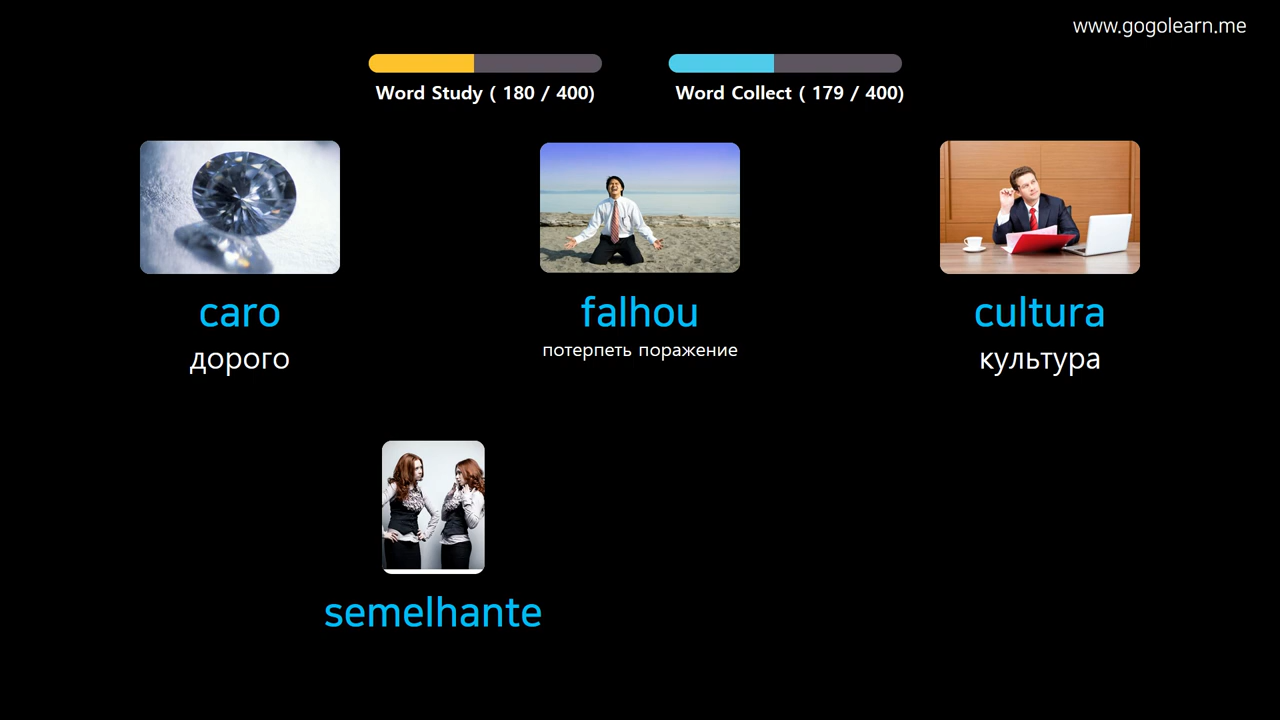 www.gogolearn.me
Word Study ( 180 / 400)
Word Collect ( 179 / 400)
caro
falhou
cultura
дорого
потерпеть поражение
культура
semelhante